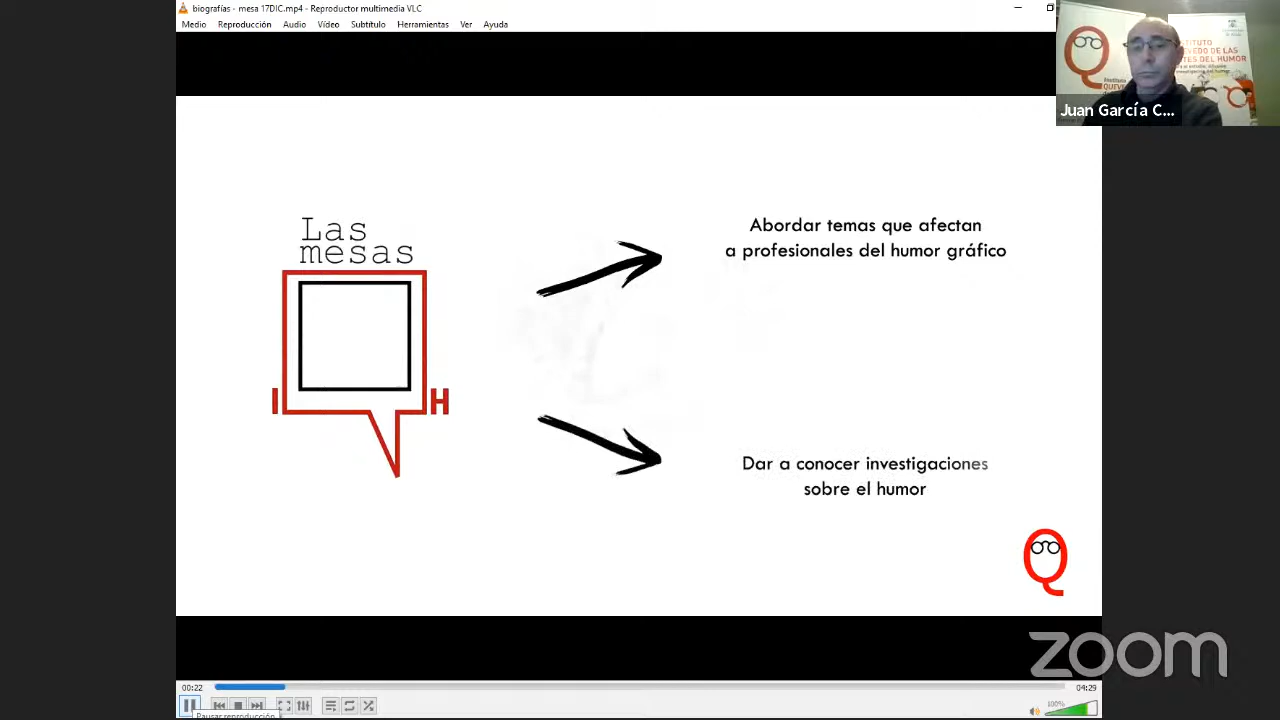 biografías - mesa 17DIC.mp4 - Reproductor multimedia VLC
Medio Reproducción Audio Vídeo Subtítulo Herramientas Ver Ayuda
Juan García C...
Las
mesas
I H
Abordar temas que afectan
a profesionales del humor gráfico
Dar a conocer investigaciones
sobre el humor
Q
zoom
00:22
04:29
Pausar reproducción
100%